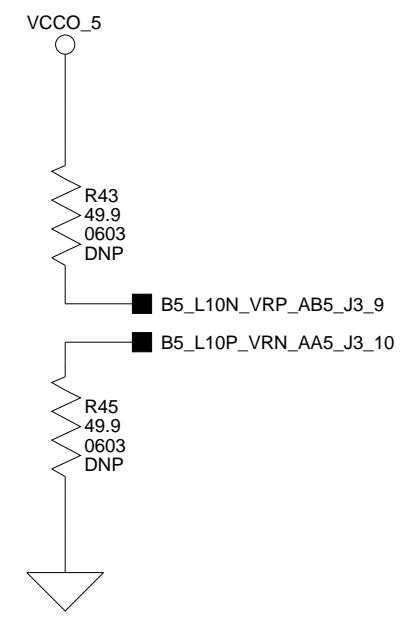 VCCO_5
R43
49.9
0603
DNP
B5_L10N_VRP_AB5_J3_9
B5_L10P_VRN_AA5_J3_10
R45
49.9
0603
DNP